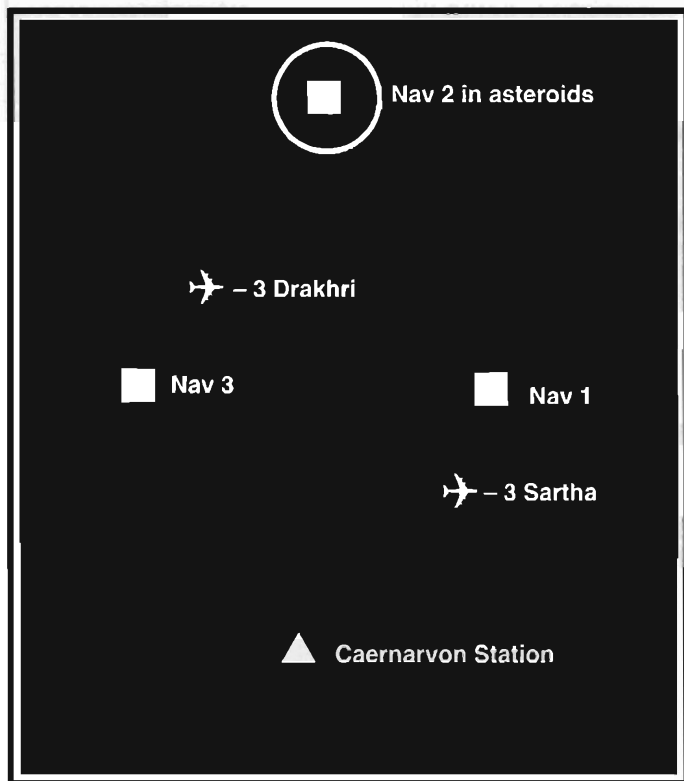 Nav 2 in asteroids
– 3 Drakhri
Nav 3
Nav 1
– 3 Sartha
Caernarvon Station